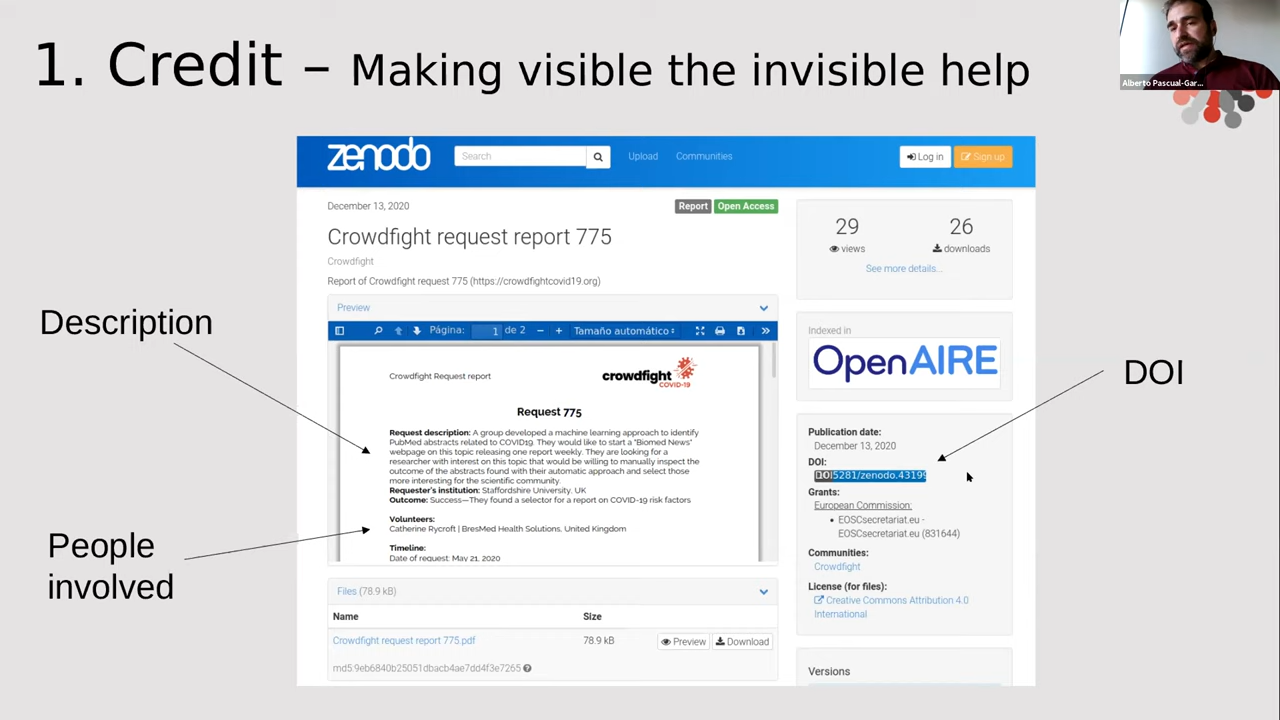 1. Credit – Making visible the invisible help
Alberto Pascual-Gar...
zenodo
Search
Upload
Communities
Log in
Sign up
December 13, 2020
Report
Open Access
Crowdfight request report 775
Crowdfight
Report of Crowdfight request 775 (https://crowdfightcovid19.org)
Preview
Página: 1 de 2
Tamaño automático
Crowdfight Request report
crowdfight
COVID-19
Request 775
Request description: A group developed a machine learning approach to identify
PubMed abstracts related to COVID19. They would like to start a "Biomed News"
webpage on this topic releasing one report weekly. They are looking for a
researcher with interest on this topic that would be willing to manually inspect the
outcome of the abstracts found with their automatic approach and select those
more interesting for the scientific community.
Requester's institution: Staffordshire University, UK
Outcome: Success—They found a selector for a report on COVID-19 risk factors
Volunteers:
Catherine Rycroft | BresMed Health Solutions, United Kingdom
Timeline:
Date of request: May 21, 2020
Files (78.9 kB)
Name
Size
Crowdfight request report 775.pdf
78.9 kB
Preview
Download
md5:9eb6840b25051dbacb4ae7dd4f3e7265
29
views
26
downloads
See more details...
Indexed in
OpenAIRE
Publication date:
December 13, 2020
DOI:
DOI 5281/zenodo.4319
Grants:
European Commission:
EOSCsecretariat.eu -
EOSCsecretariat.eu (831644)
Communities:
Crowdfight
License (for files):
Creative Commons Attribution 4.0
International
Versions
Description
People
involved
DOI